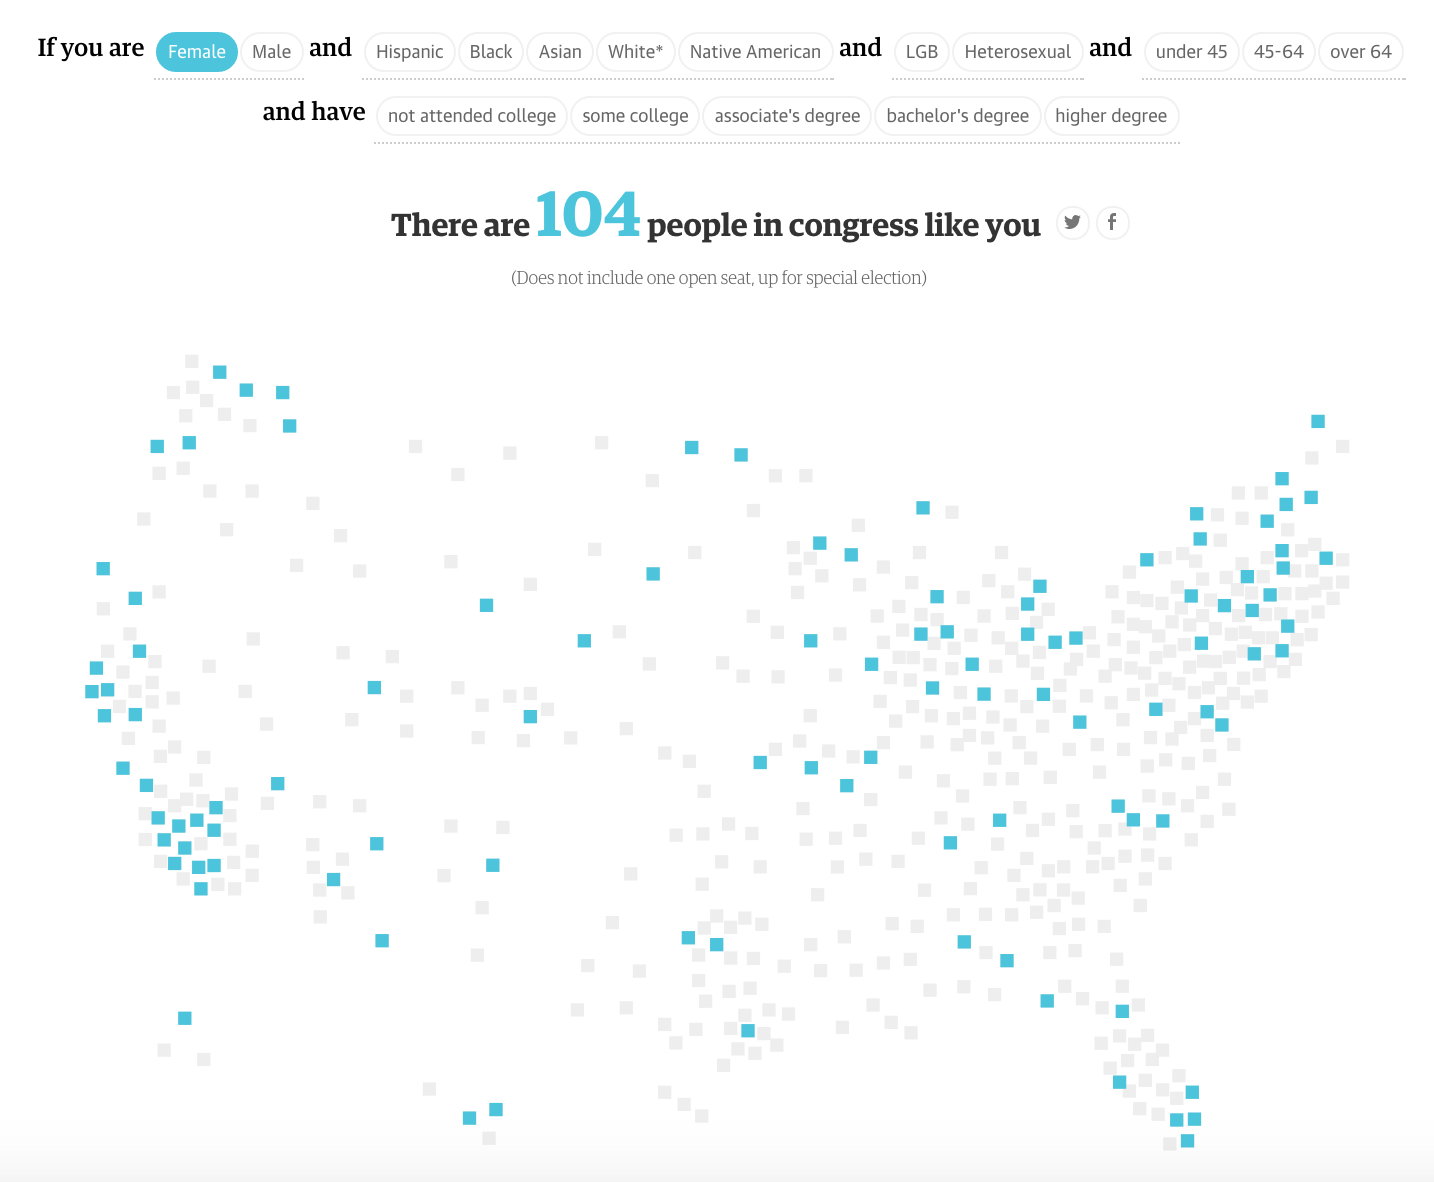 If you are Female Male and Hispanic Black Asian White* Native American and LGB Heterosexual and under 45 45-64 over 64
and have not attended college some college associate's degree bachelor's degree higher degree
There are 104 people in congress like you
(Does not include one open seat, up for special election)